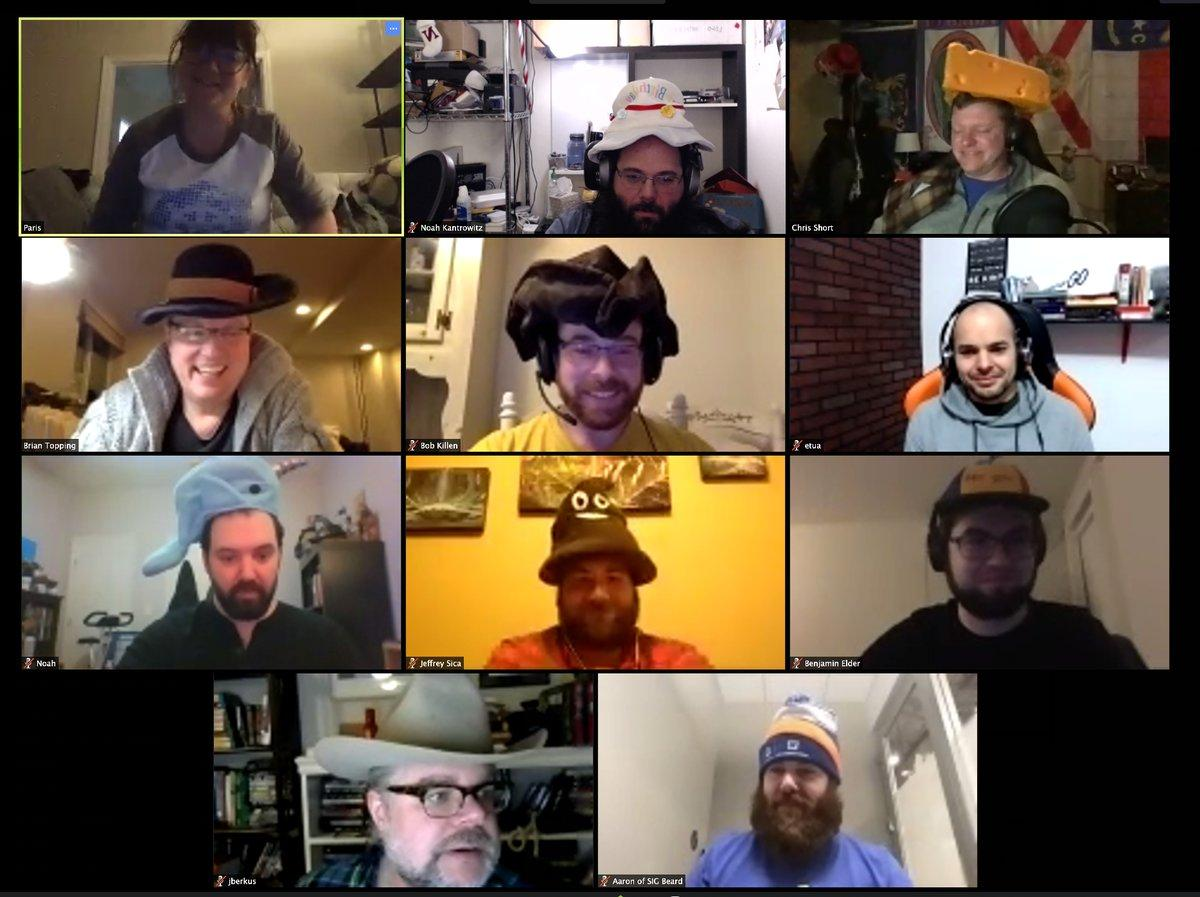 Paris
Noah Kantrowitz
Chris Short
Brian Topping
Bob Killen
etua
Noah
Jeffrey Sica
Benjamin Elder
jberkus
Aaron of SIG Beard